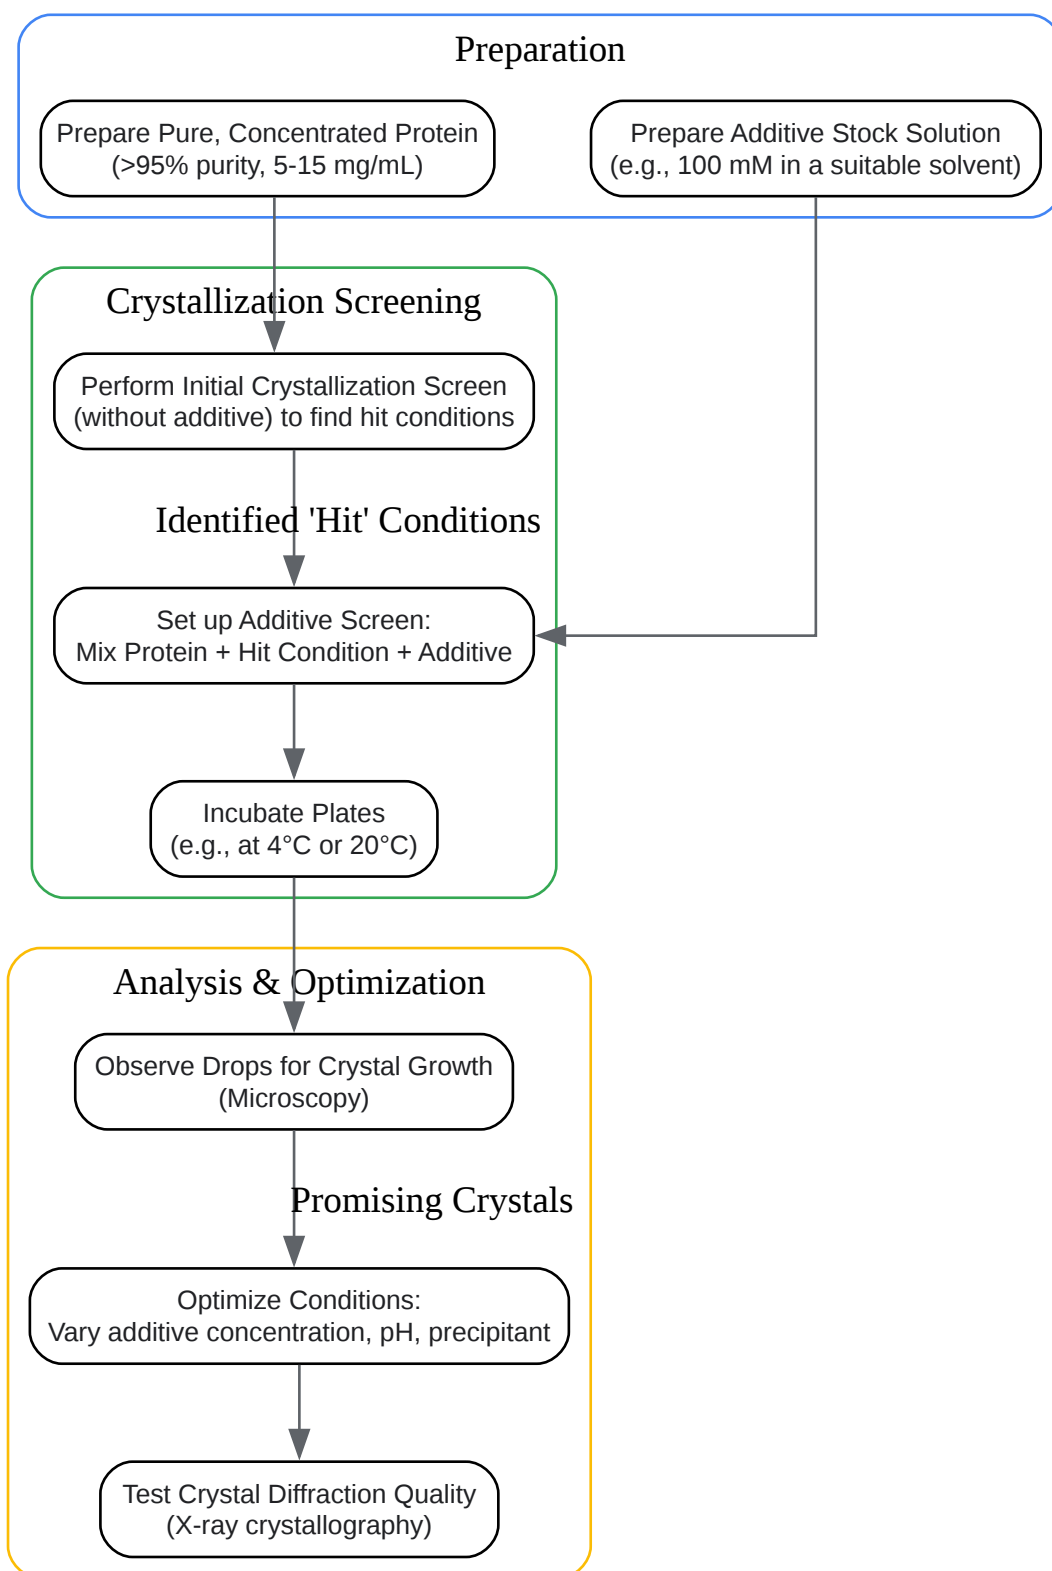 Preparation
Prepare Pure, Concentrated Protein
(>95% purity, 5-15 mg/mL)
Prepare Additive Stock Solution
(e.g., 100 mM in a suitable solvent)
Crystallization Screening
Perform Initial Crystallization Screen
(without additive) to find hit conditions
Identified 'Hit' Conditions
Set up Additive Screen:
Mix Protein + Hit Condition + Additive
Incubate Plates
(e.g., at 4°C or 20°C)
Analysis & Optimization
Observe Drops for Crystal Growth
(Microscopy)
Promising Crystals
Optimize Conditions:
Vary additive concentration, pH, precipitant
Test Crystal Diffraction Quality
(X-ray crystallography)